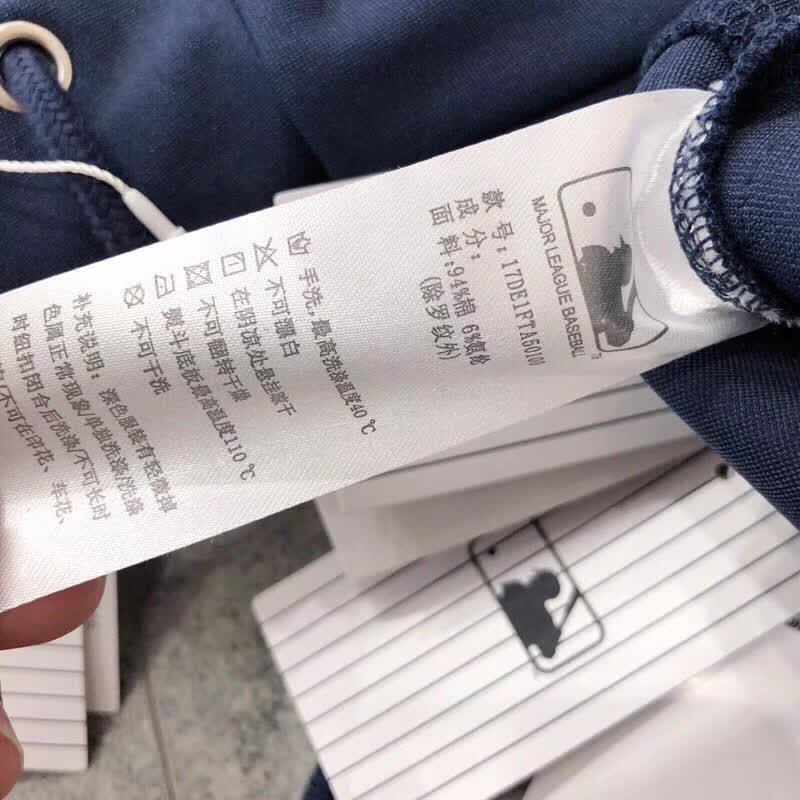 MAJOR LEAGUE BASEBALL
TM
款 号: 17DE1FTA50100
成 分:
面 料: 94%棉 6%氨纶
(除罗纹外)
手洗,最高洗涤温度40℃
不可漂白
在阴凉处悬挂晾干
不可翻转干燥
熨斗底板最高温度110℃
不可干洗
补充说明: 深色服装有轻微掉
色属正常现象/单独洗涤/洗涤
时纽扣闭合后洗涤/不可长时
不可在印花、车花、